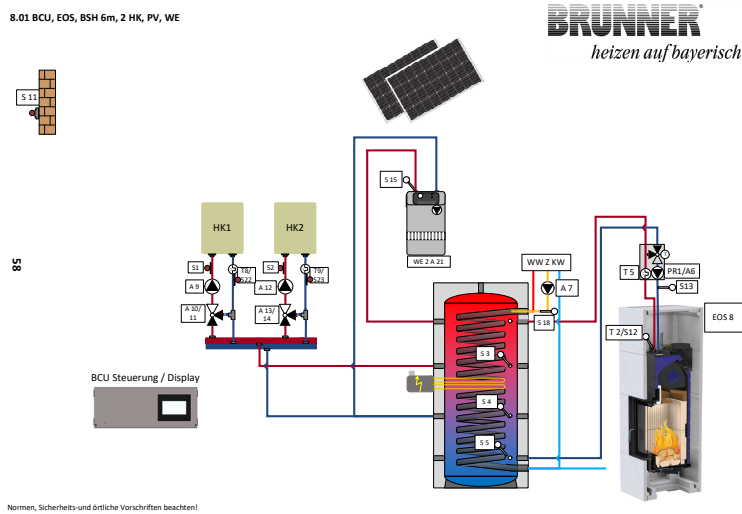 8.01 BCU, EOS, BSH 6m, 2 HK, PV, WE
BRUNNER
heizen auf bayerisch
S 11
S 15
HK1
HK2
WE 2 A 21
WW Z KW
S1
T8/
S22
S2
T9/
S23
T 5
PR1/A6
S13
A 9
A 12
A 7
A 10/
11
A 13/
14
S 18
EOS 8
T 2/S12
S 3
BCU Steuerung / Display
S 4
S 5
58
Normen, Sicherheits-und örtliche Vorschriften beachten!